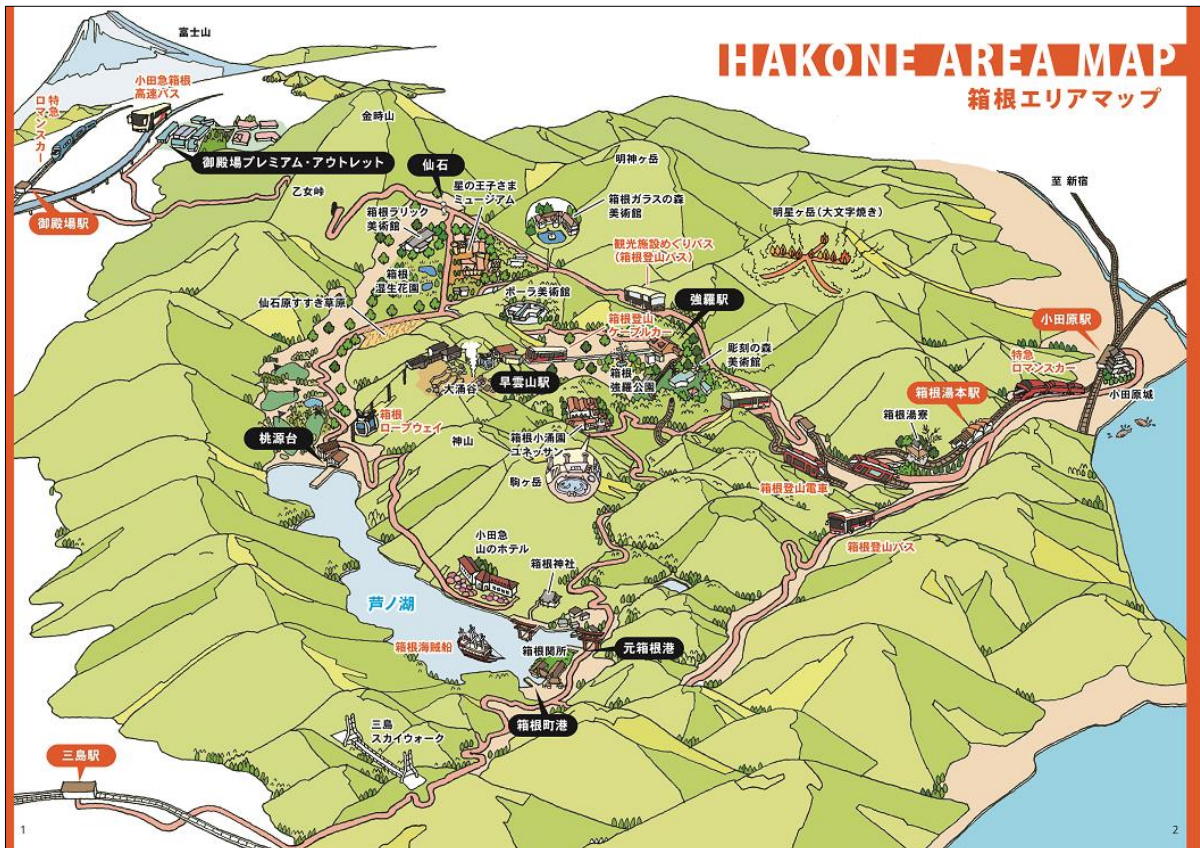 HAKONE AREA MAP
箱根エリアマップ
富士山
小田急箱根
高速バス
特急
ロマンスカー
御殿場プレミアム・アウトレット
御殿場駅
金時山
乙女峠
仙石
星の王子さま
ミュージアム
箱根ラリック
美術館
箱根ガラスの森
美術館
明神ヶ岳
明星ヶ岳(大文字焼き)
至 新宿
観光施設めぐりバス
(箱根登山バス)
箱根
湿生花園
仙石原すすき草原
ポーラ美術館
強羅駅
箱根登山
ケーブルカー
彫刻の森
美術館
小田原駅
特急
ロマンスカー
小田原城
箱根湯本駅
箱根湯寮
大涌谷
早雲山駅
箱根
強羅公園
箱根
ロープウェイ
桃源台
神山
箱根小涌園
ユネッサン
駒ヶ岳
箱根登山電車
箱根登山バス
小田急
山のホテル
箱根神社
芦ノ湖
箱根海賊船
箱根関所
元箱根港
箱根町港
三島
スカイウォーク
三島駅
1
2